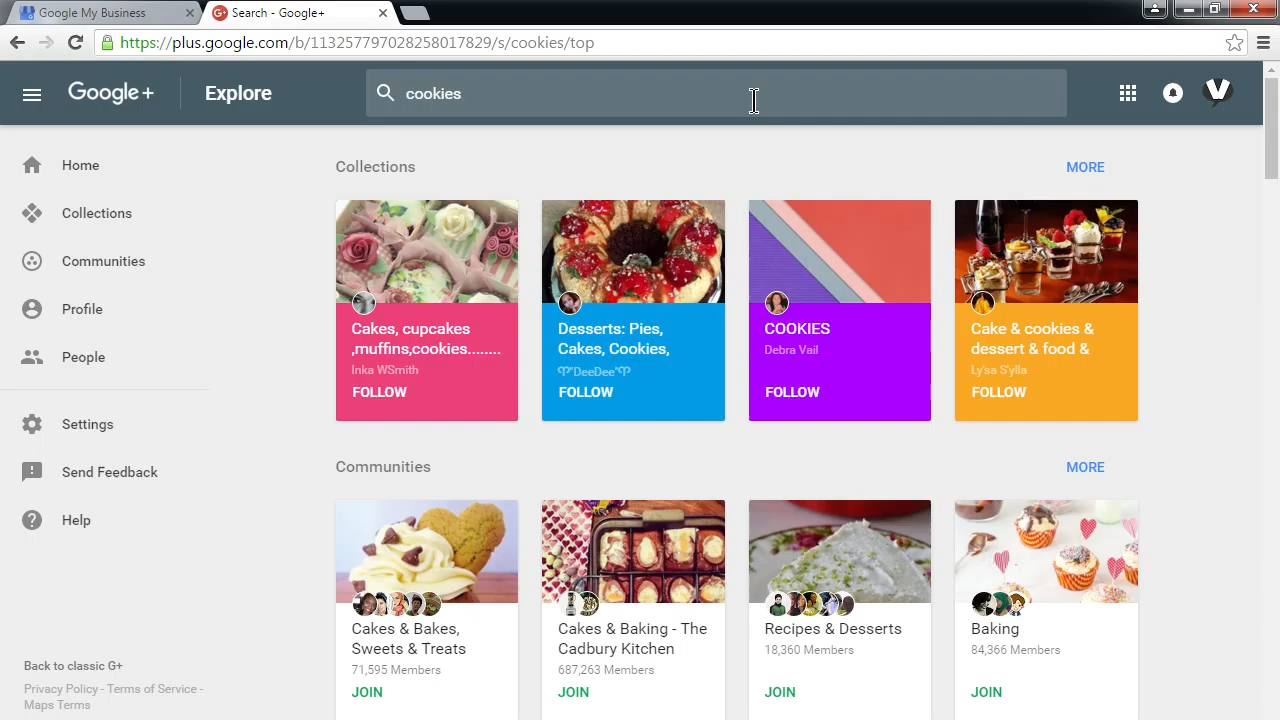 Google My Business
Search - Google+
https://plus.google.com/b/113257797028258017829/s/cookies/top
Google+
Explore
cookies
Home
Collections
Communities
Profile
People
Settings
Send Feedback
Help
Back to classic G+
Privacy Policy - Terms of Service -
Maps Terms
Collections
MORE
Cakes, cupcakes
,muffins,cookies........
Inka WSmith
FOLLOW
Desserts: Pies,
Cakes, Cookies,
♈"DeeDee"♈
FOLLOW
COOKIES
Debra Vail
FOLLOW
Cake & cookies &
dessert & food &
Ly'sa S'ylla
FOLLOW
Communities
MORE
Cakes & Bakes,
Sweets & Treats
71,595 Members
JOIN
Cakes & Baking - The
Cadbury Kitchen
687,263 Members
JOIN
Recipes & Desserts
18,360 Members
JOIN
Baking
84,366 Members
JOIN